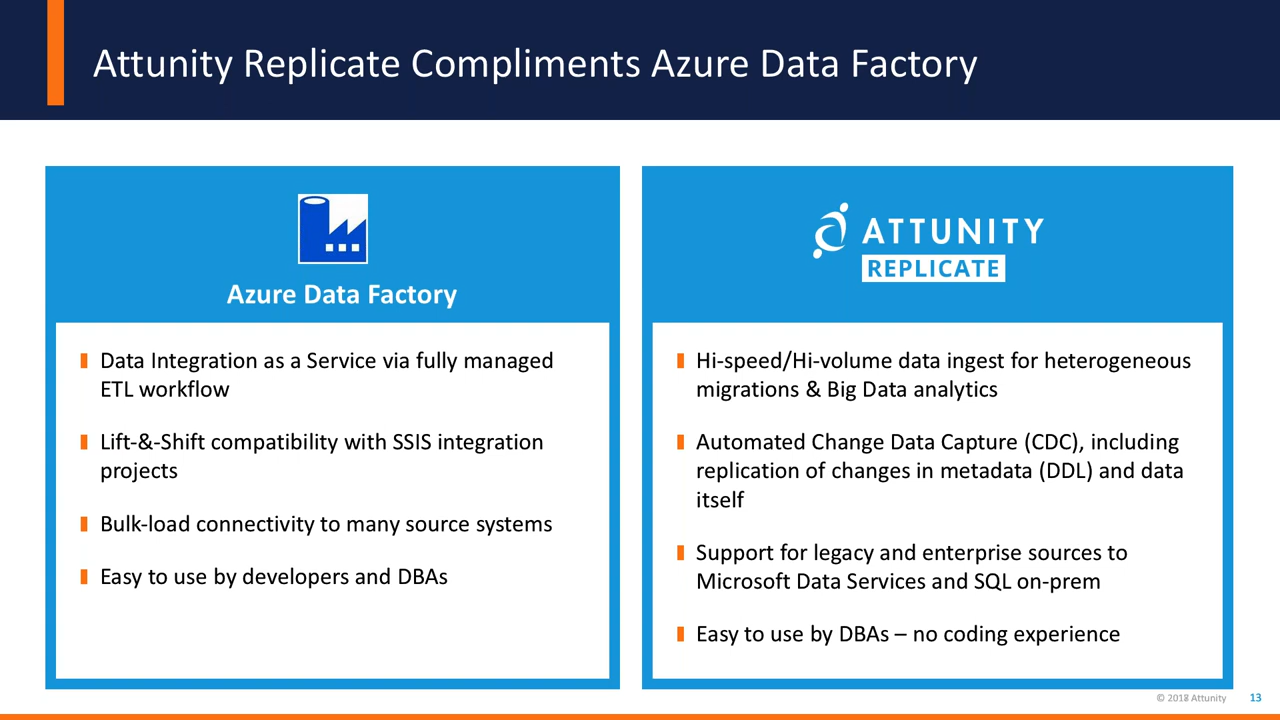 Attunity Replicate Compliments Azure Data Factory
Azure Data Factory
Data Integration as a Service via fully managed
ETL workflow
Lift-&-Shift compatibility with SSIS integration
projects
Bulk-load connectivity to many source systems
Easy to use by developers and DBAs
ATTUNITY
REPLICATE
Hi-speed/Hi-volume data ingest for heterogeneous
migrations & Big Data analytics
Automated Change Data Capture (CDC), including
replication of changes in metadata (DDL) and data
itself
Support for legacy and enterprise sources to
Microsoft Data Services and SQL on-prem
Easy to use by DBAs – no coding experience
© 2018 Attunity
13